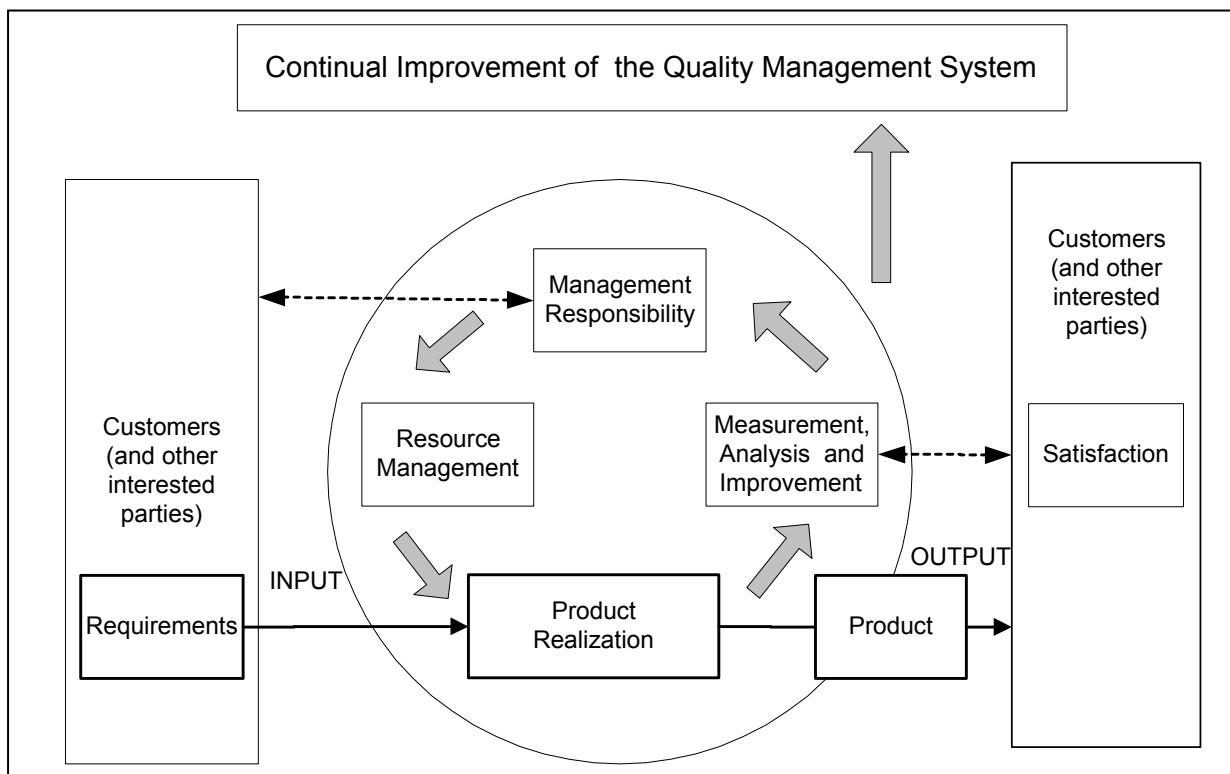 Continual Improvement of the Quality Management System
Management
Responsibility
Customers
(and other
interested
parties)
Customers
(and other
interested
parties)
Resource
Management
Measurement,
Analysis and
Improvement
Satisfaction
INPUT
OUTPUT
Requirements
Product
Realization
Product